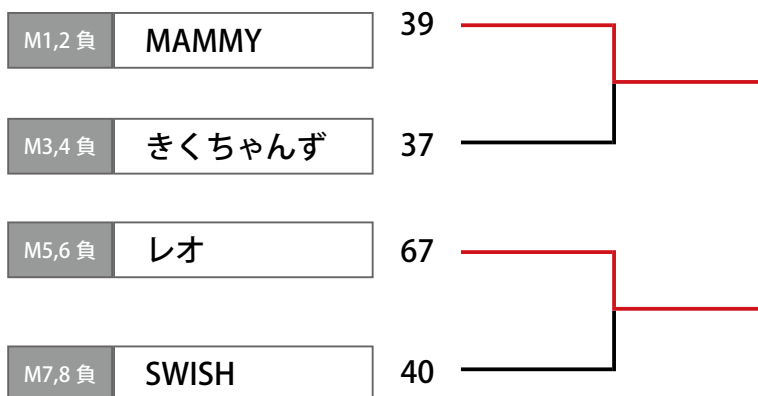 M1,2 負 MAMMY 39
M3,4 負 きくちゃんず 37
M5,6 負 レオ 67
M7,8 負 SWISH 40